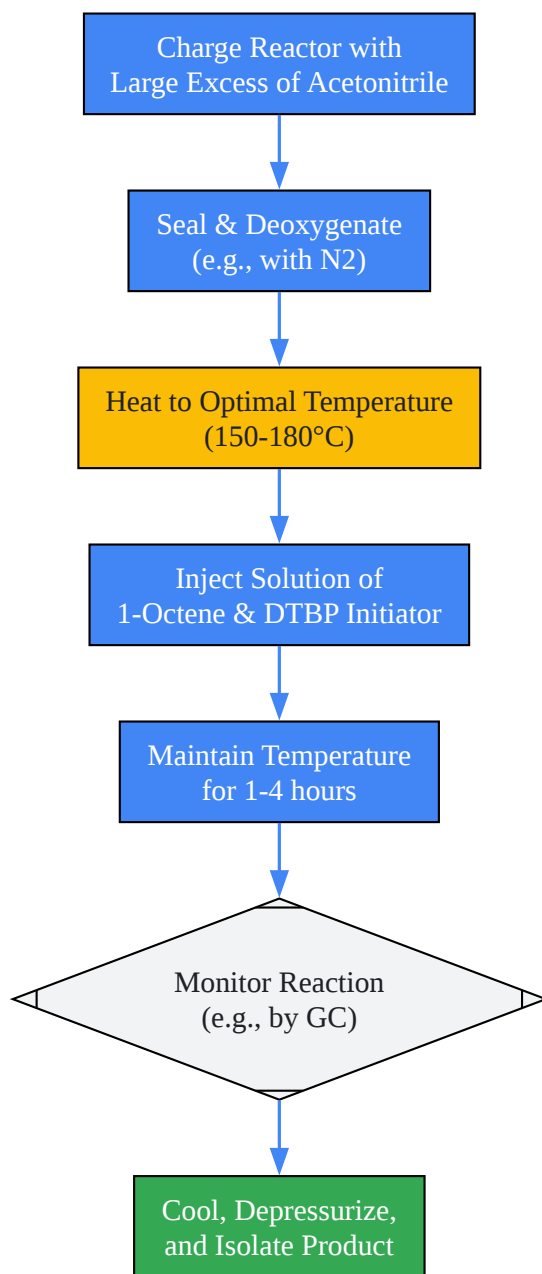 Charge Reactor with
Large Excess of Acetonitrile
Seal & Deoxygenate
(e.g., with N2)
Heat to Optimal Temperature
(150-180°C)
Inject Solution of
1-Octene & DTBP Initiator
Maintain Temperature
for 1-4 hours
Monitor Reaction
(e.g., by GC)
Cool, Depressurize,
and Isolate Product